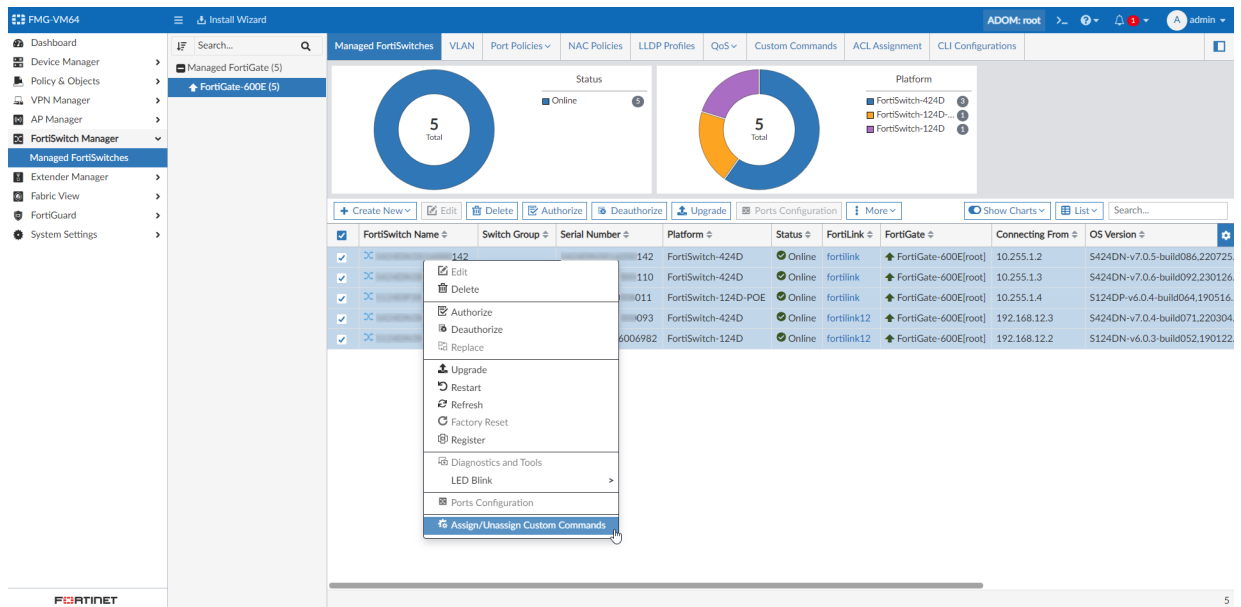 FMG-VM64
Install Wizard
ADOM: root
1
A
admin
Dashboard
Device Manager
Policy & Objects
VPN Manager
AP Manager
FortiSwitch Manager
Managed FortiSwitches
Extender Manager
Fabric View
FortiGuard
System Settings
Search...
Managed FortiGate (5)
FortiGate-600E (5)
Managed FortiSwitches VLAN Port Policies NAC Policies LLDP Profiles QoS Custom Commands ACL Assignment CLI Configurations
Status
Online 5
5
Total
Platform
FortiSwitch-424D 3
FortiSwitch-124D-... 1
FortiSwitch-124D 1
5
Total
+ Create New Edit Delete Authorize Deauthorize Upgrade Ports Configuration More Show Charts List Search...
FortiSwitch Name Switch Group Serial Number Platform Status FortiLink FortiGate Connecting From OS Version
142 142 FortiSwitch-424D Online fortilink FortiGate-600E[root] 10.255.1.2 S424DN-v7.0.5-build086,220725.
110 FortiSwitch-424D Online fortilink FortiGate-600E[root] 10.255.1.3 S424DN-v7.0.6-build092,230126.
011 FortiSwitch-124D-POE Online fortilink FortiGate-600E[root] 10.255.1.4 S124DP-v6.0.4-build064,190516.
093 FortiSwitch-424D Online fortilink12 FortiGate-600E[root] 192.168.12.3 S424DN-v7.0.4-build071,220304.
6006982 FortiSwitch-124D Online fortilink12 FortiGate-600E[root] 192.168.12.2 S124DN-v6.0.3-build052,190122.
Edit
Delete
Authorize
Deauthorize
Replace
Upgrade
Restart
Refresh
Factory Reset
Register
Diagnostics and Tools
LED Blink
Ports Configuration
Assign/Unassign Custom Commands
FORTINET
5